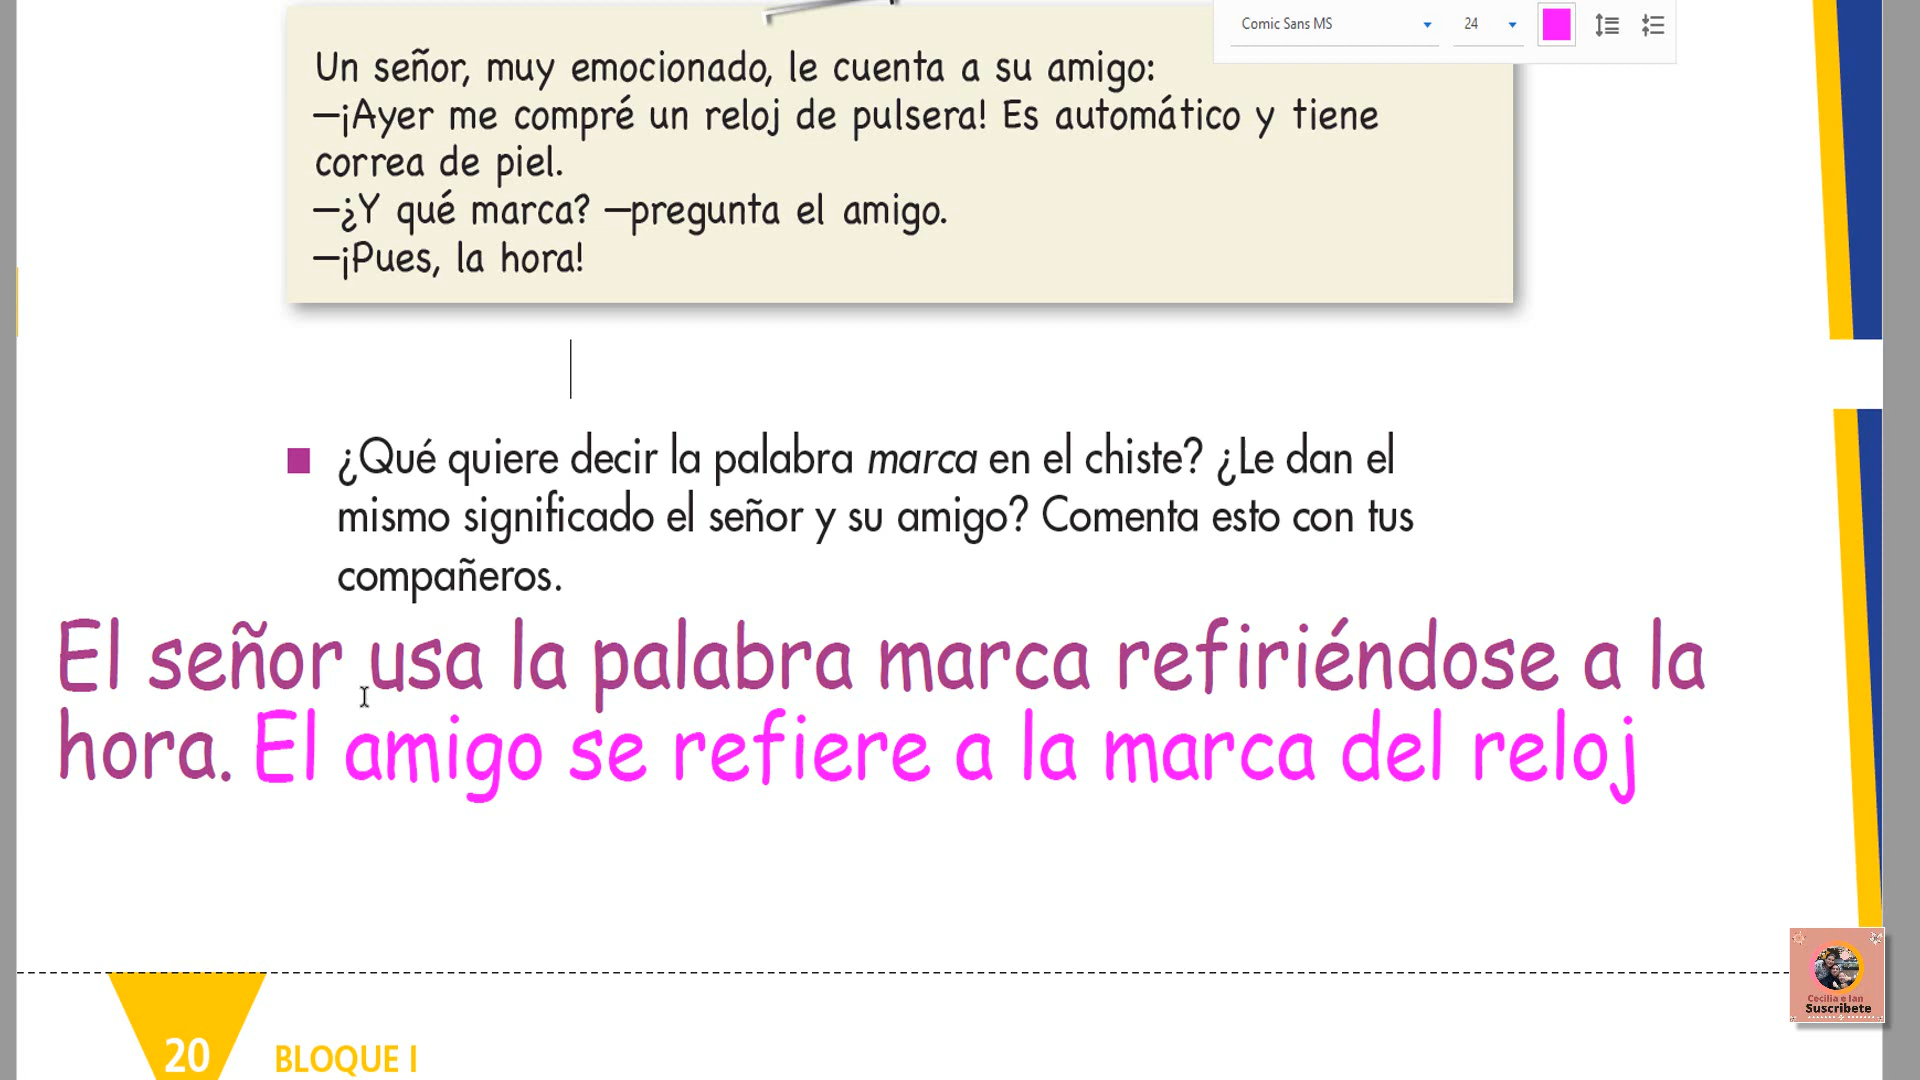 Comic Sans MS
24
Un señor, muy emocionado, le cuenta a su amigo:
—¡Ayer me compré un reloj de pulsera! Es automático y tiene
correa de piel.
—¿Y qué marca? —pregunta el amigo.
—¡Pues, la hora!
¿Qué quiere decir la palabra marca en el chiste? ¿Le dan el
mismo significado el señor y su amigo? Comenta esto con tus
compañeros.
El señor usa la palabra marca refiriéndose a la
hora. El amigo se refiere a la marca del reloj
Cecilia e Ian
Suscribete
20
BLOQUE I